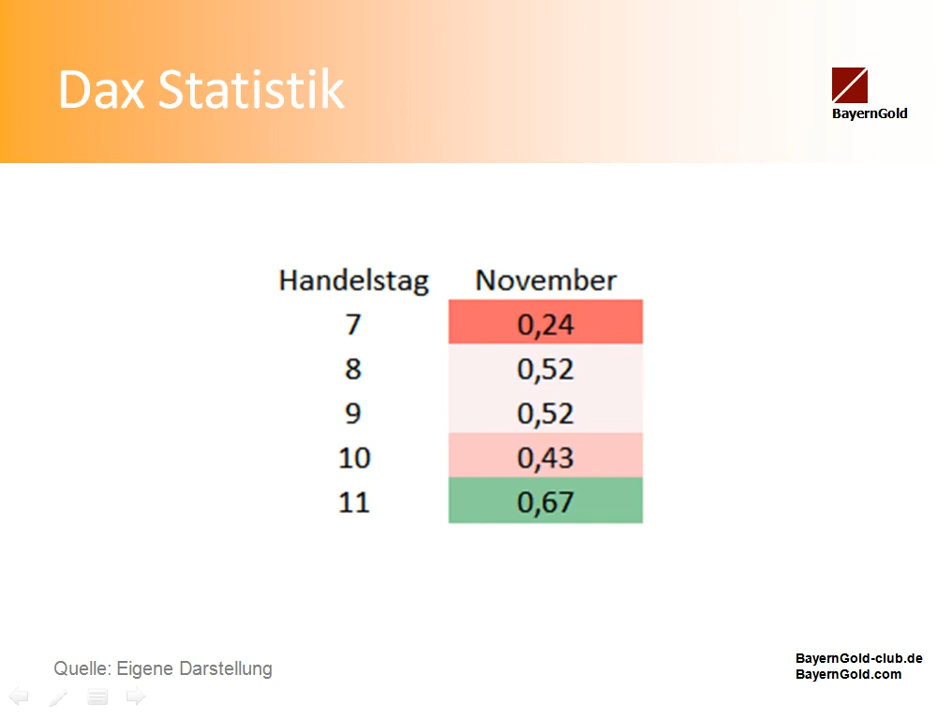 Dax Statistik
BayernGold
Handelstag November
7 0,24
8 0,52
9 0,52
10 0,43
11 0,67
Quelle: Eigene Darstellung
BayernGold-club.de
BayernGold.com